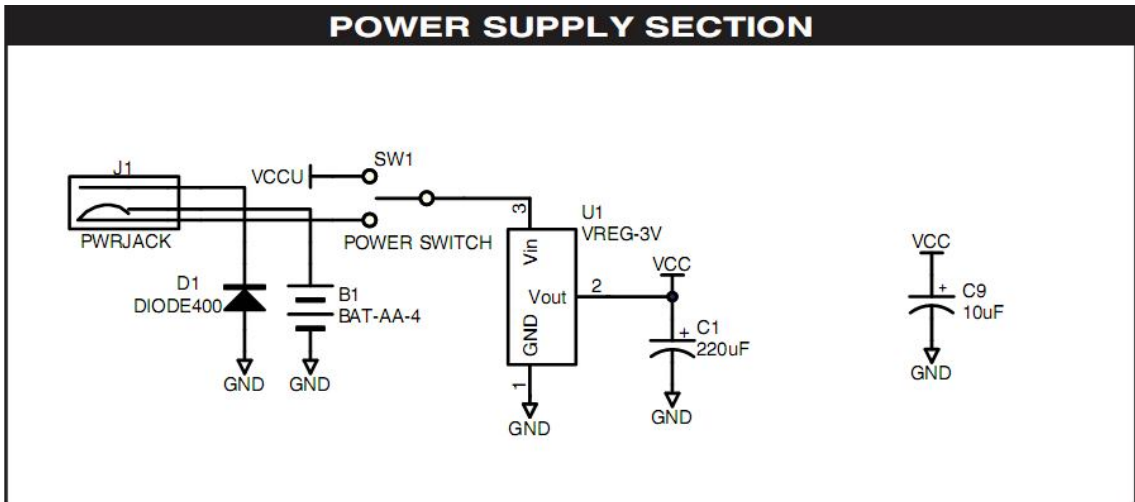 POWER SUPPLY SECTION
J1
PWRJACK
VCCU
SW1
POWER SWITCH
D1
DIODE400
GND
B1
BAT-AA-4
GND
3
U1
VREG-3V
Vin
Vout
GND
2
1
GND
VCC
+
C1
220uF
GND
VCC
+
C9
10uF
GND